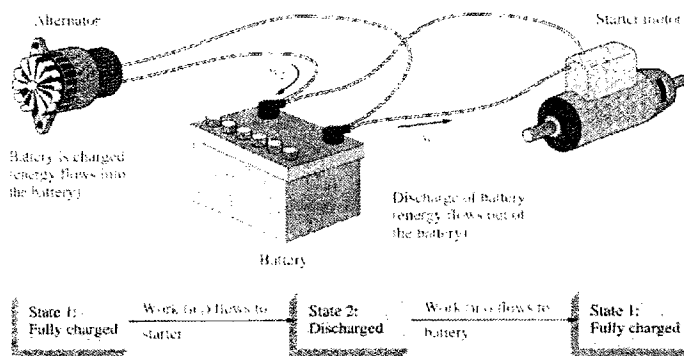 Alternator
Starter motor
Battery is charged
(energy flows into
the battery)
Discharge of battery
(energy flows out of
the battery)
Battery
State 1:
Fully charged
Work flows to
starter
State 2:
Discharged
Work flows to
battery
State 1:
Fully charged